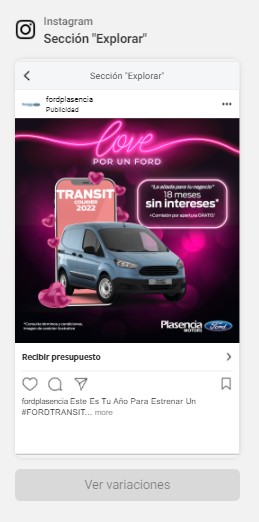 Instagram
Sección "Explorar"
Sección "Explorar"
fordplasencia
Publicidad
love
POR UN FORD
TRANSIT
COURIER
2022
"La aliada para tu negocio"
18 meses
sin intereses*
+Comisión por apertura GRATIS*
*Consulta términos y condiciones,
imagen de carácter ilustrativo
Plasencia
MOTORS
Ford
Recibir presupuesto
fordplasencia Este Es Tu Año Para Estrenar Un
#FORDTRANSIT... more
Ver variaciones